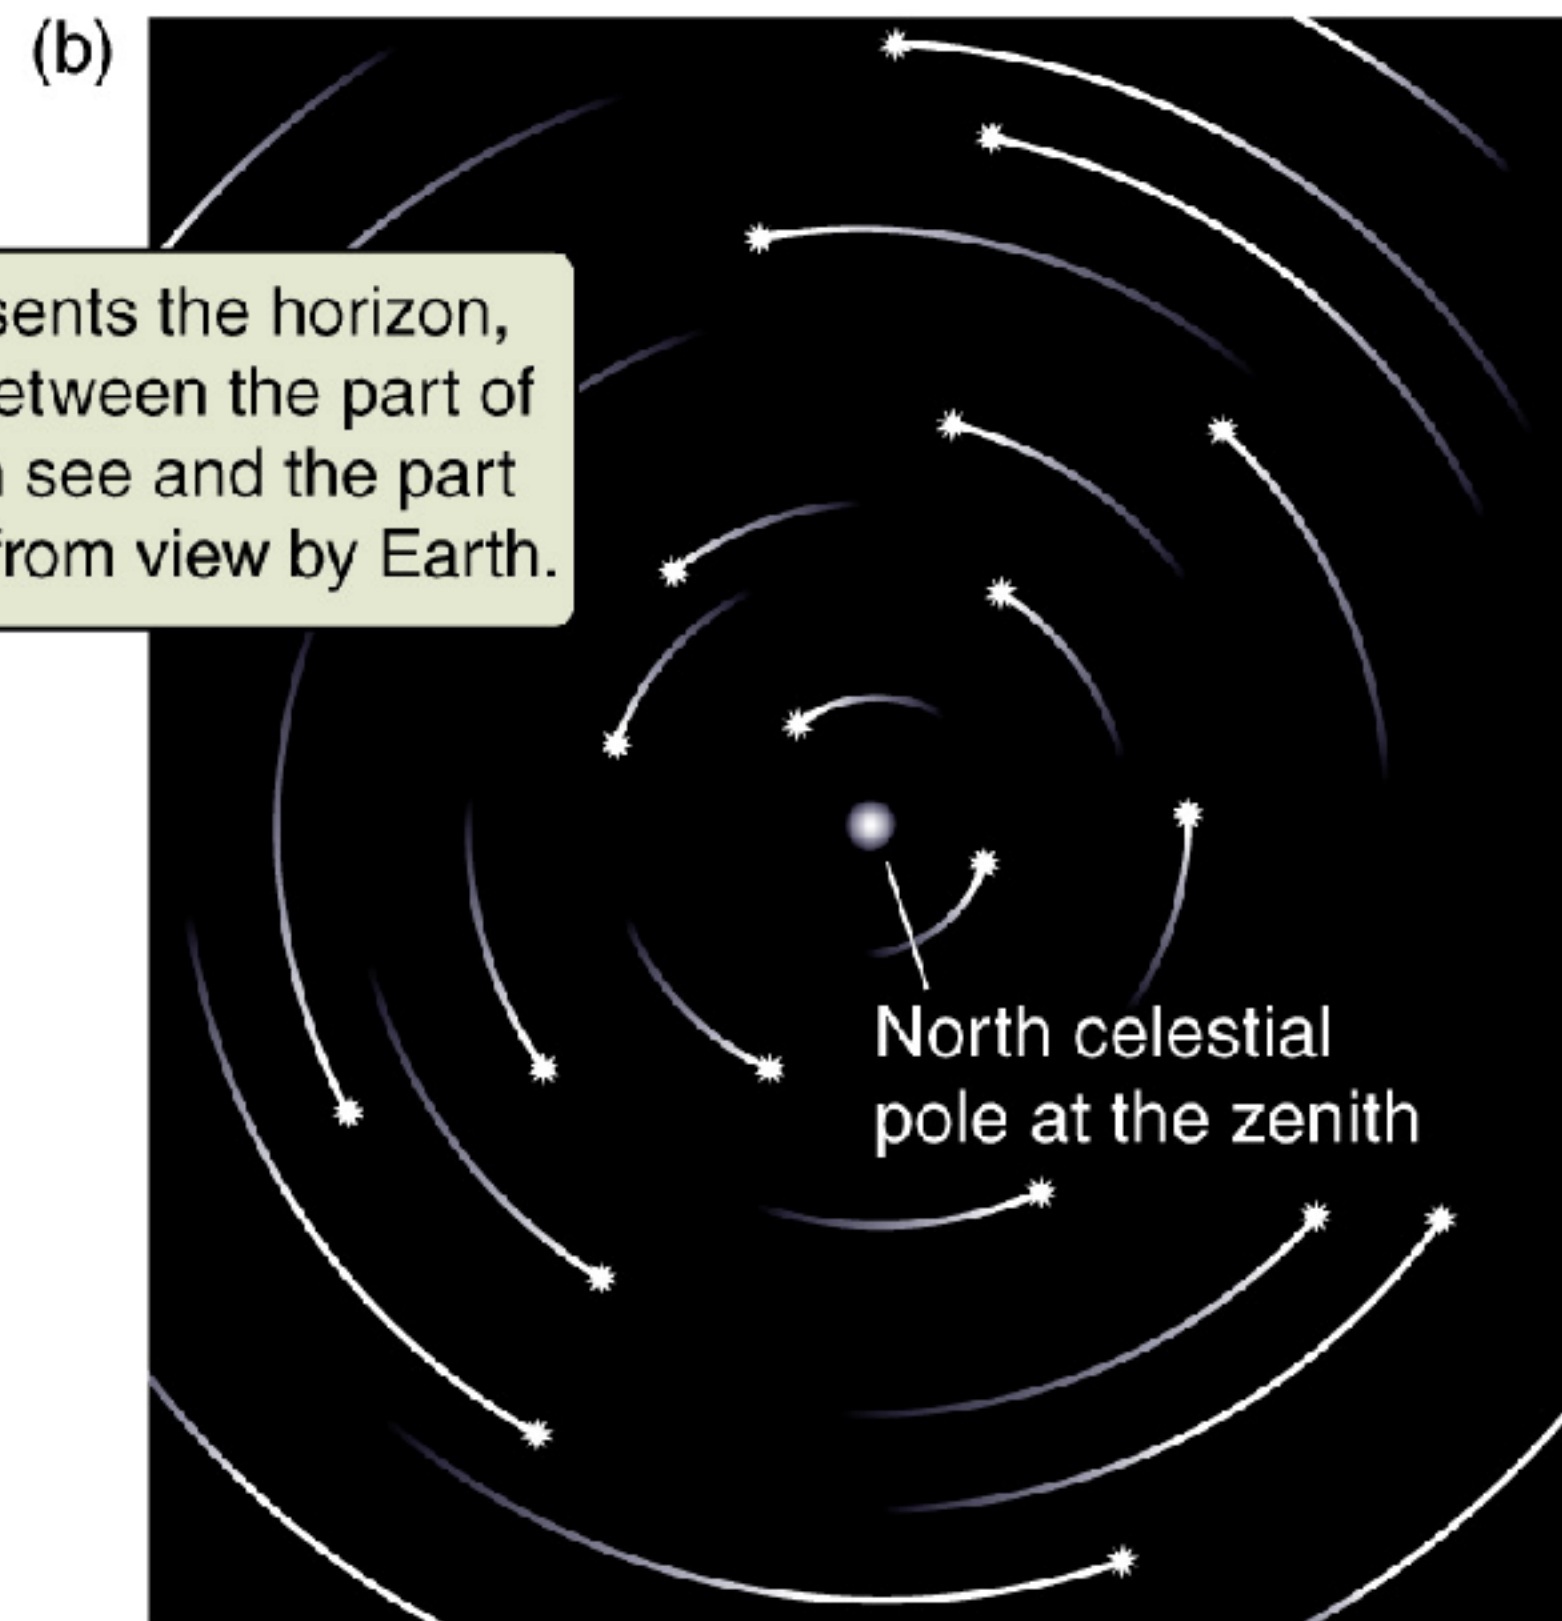 (b)
sents the horizon,
etween the part of
see and the part
from view by Earth.
North celestial
pole at the zenith